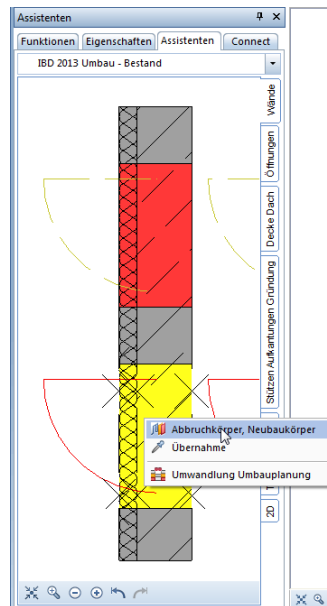 Assistenten
Funktionen Eigenschaften Assistenten Connect
IBD 2013 Umbau - Bestand
Wände
Öffnungen
Decke Dach
Stützen Aufkantungen Gründung
Abbruchkörper, Neubaukörper
Übernahme
Umwandlung Umbauplanung
2D